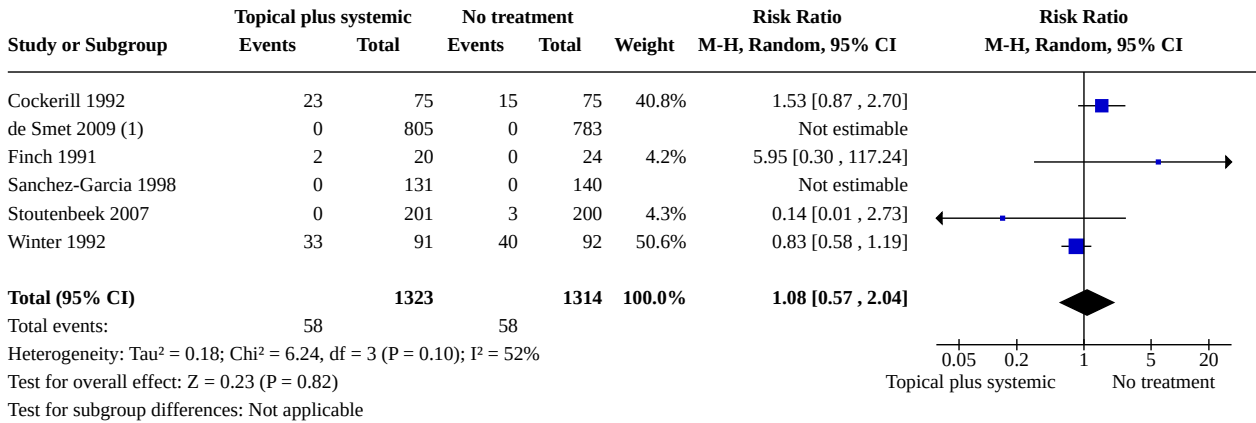 Topical plus systemic No treatment Risk Ratio Risk Ratio
Study or Subgroup Events Total Events Total Weight M-H, Random, 95% CI M-H, Random, 95% CI
Cockerill 1992 23 75 15 75 40.8% 1.53 [0.87 , 2.70]
de Smet 2009 (1) 0 805 0 783 Not estimable
Finch 1991 2 20 0 24 4.2% 5.95 [0.30 , 117.24]
Sanchez-Garcia 1998 0 131 0 140 Not estimable
Stoutenbeek 2007 0 201 3 200 4.3% 0.14 [0.01 , 2.73]
Winter 1992 33 91 40 92 50.6% 0.83 [0.58 , 1.19]
Total (95% CI) 1323 1314 100.0% 1.08 [0.57 , 2.04]
Total events: 58 58
Heterogeneity: Tau² = 0.18; Chi² = 6.24, df = 3 (P = 0.10); I² = 52%
0.05 0.2 1 5 20
Test for overall effect: Z = 0.23 (P = 0.82)
Topical plus systemic No treatment
Test for subgroup differences: Not applicable